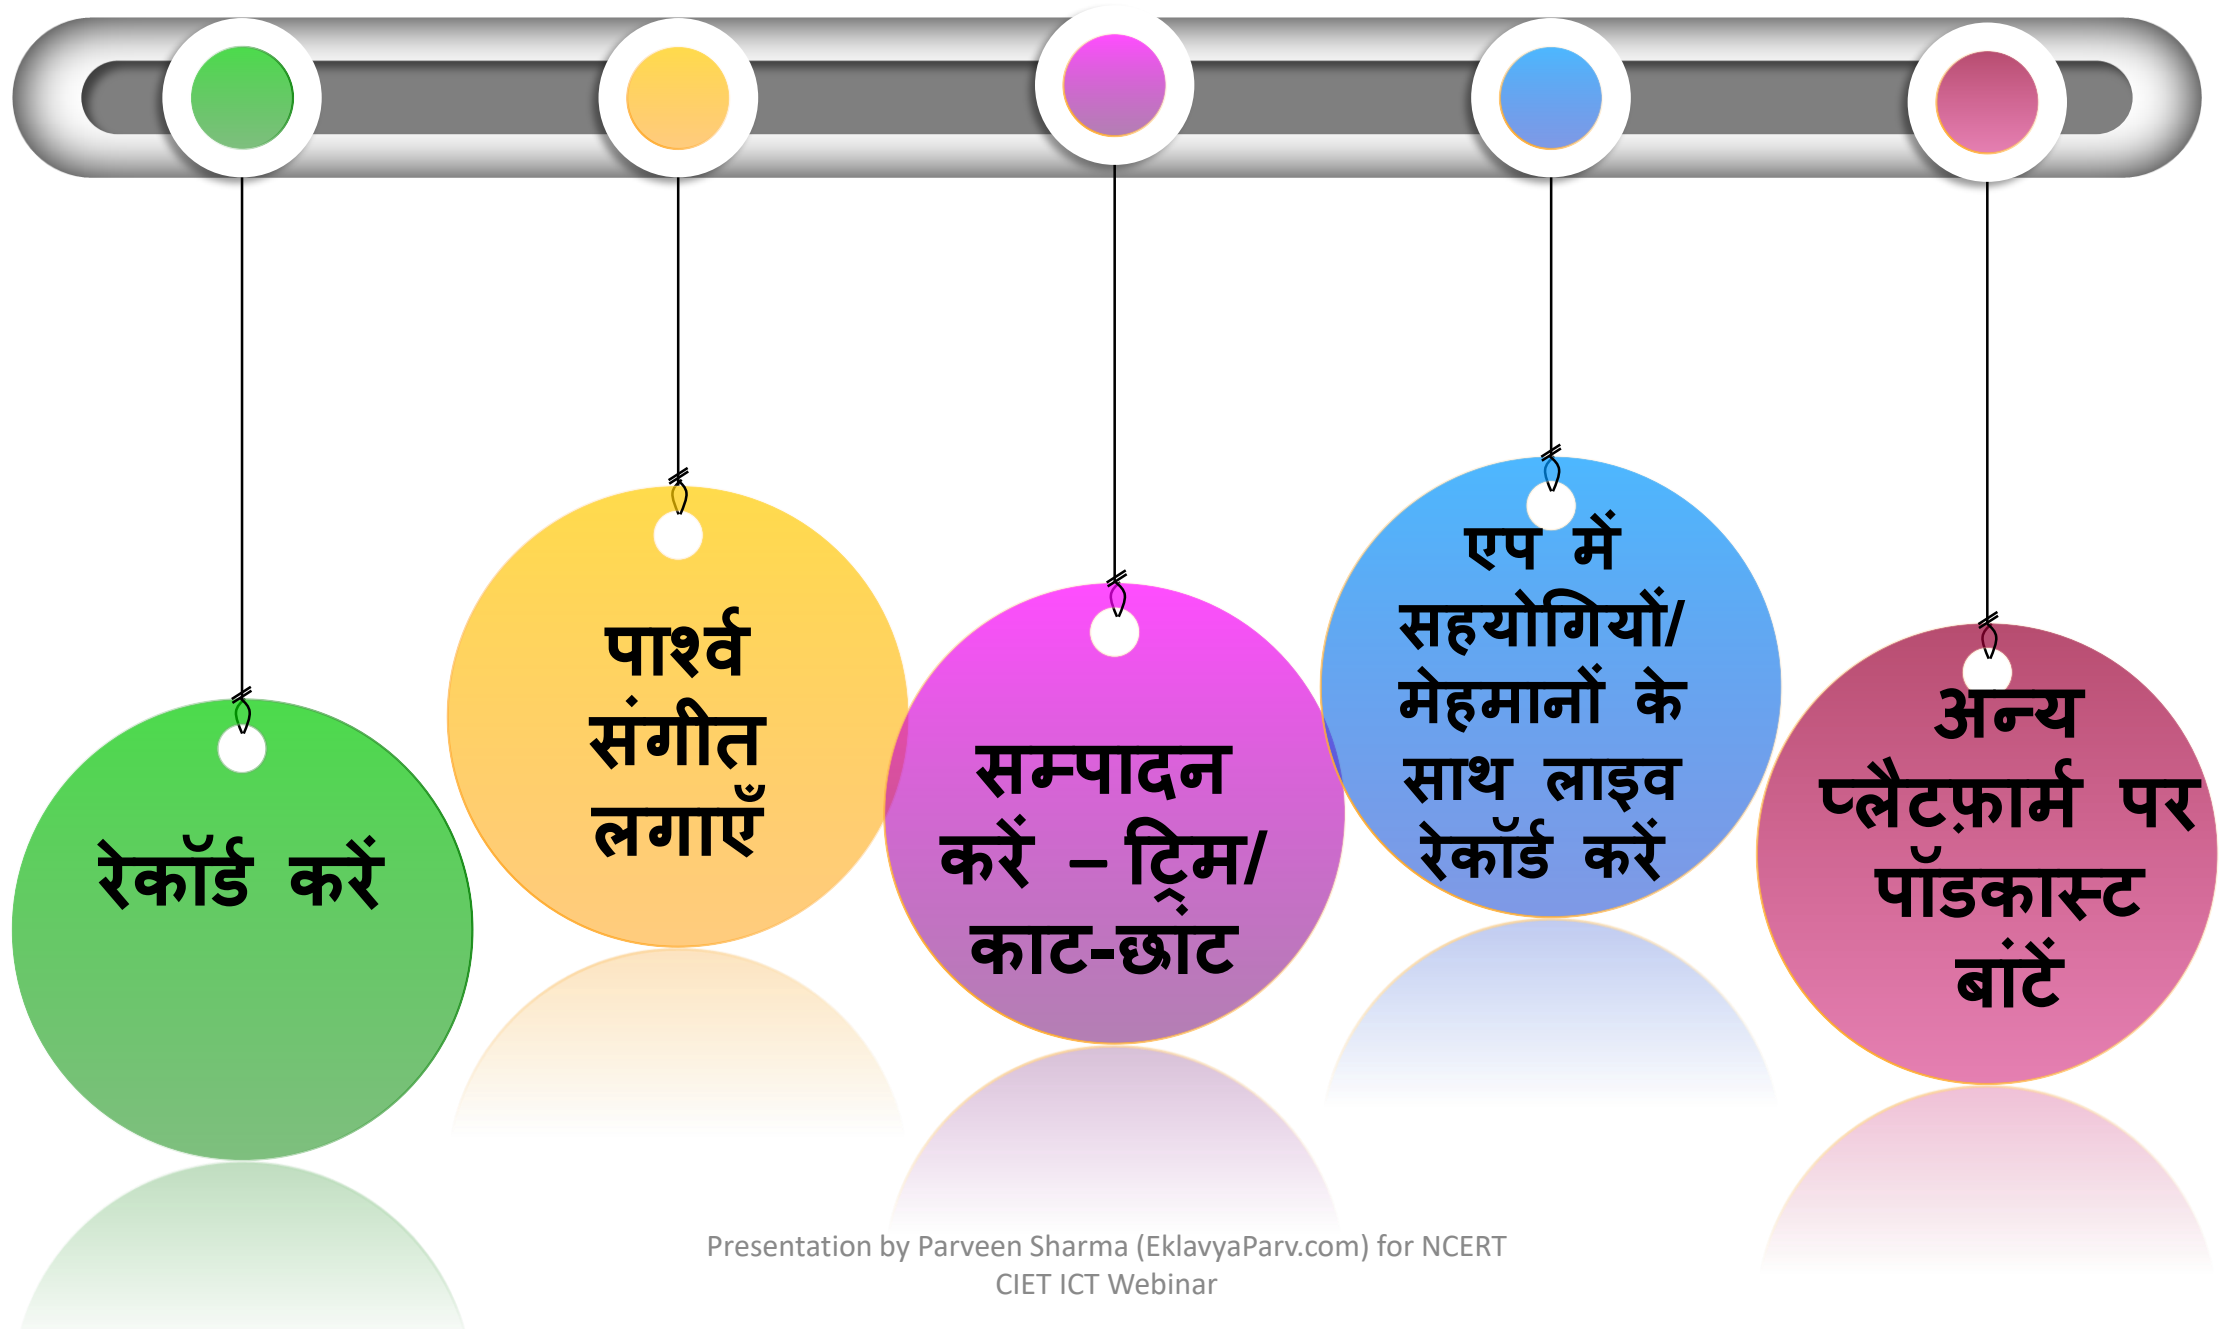 रेकॉर्ड करें
पार्श्व
संगीत
लगाएँ
सम्पादन
करें – ट्रिम/
काट-छांट
एप में
सहयोगियों/
मेहमानों के
साथ लाइव
रेकॉर्ड करें
अन्य
प्लैटफ़ार्म पर
पॉडकास्ट
बांटें
Presentation by Parveen Sharma (EklavyaParv.com) for NCERT
CIET ICT Webinar